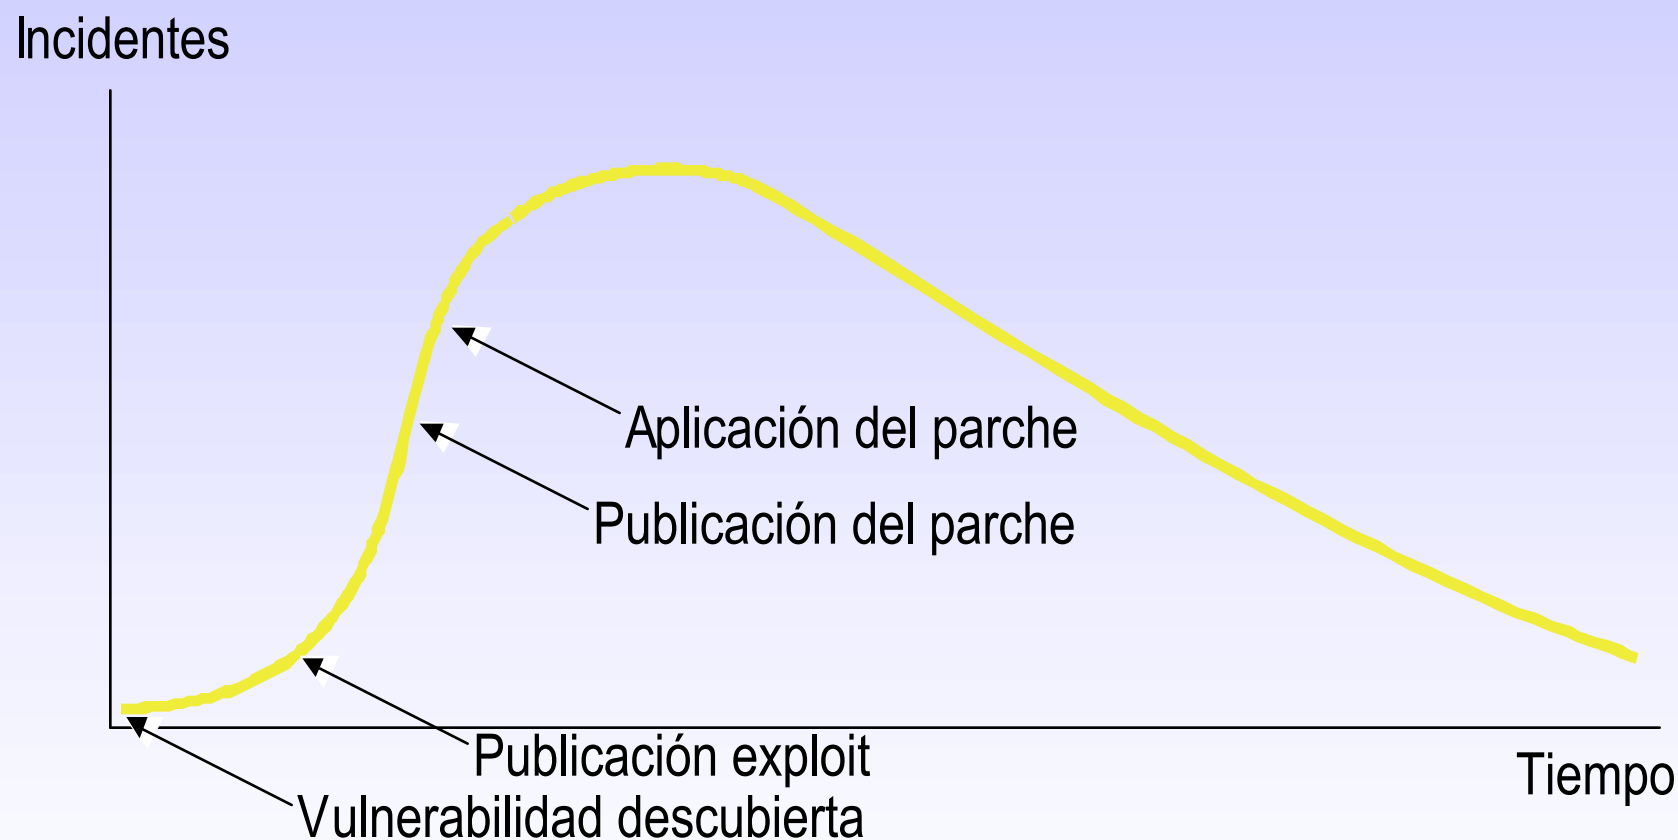 Incidentes
Aplicación del parche
Publicación del parche
Publicación exploit
Tiempo
Vulnerabilidad descubierta